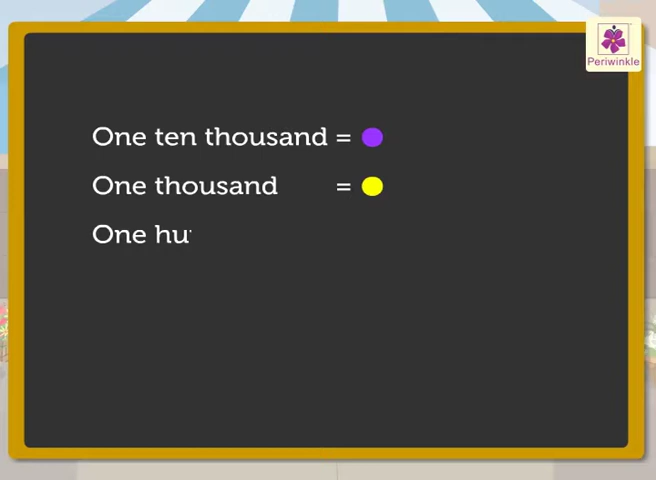 Periwinkle
One ten thousand =
One thousand =
One hu